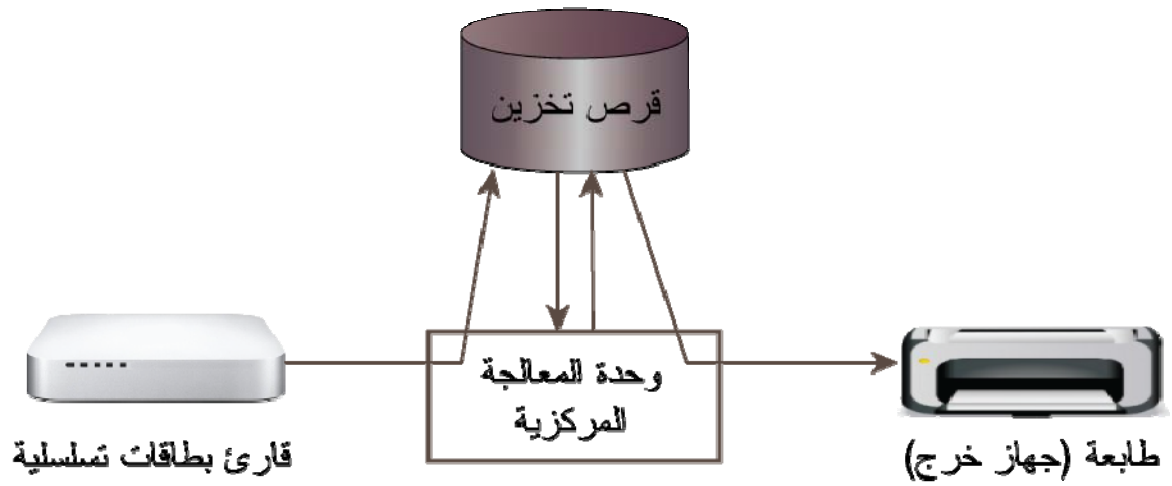 قرص تخزين
وحدة المعالجة
المركزية
قارئ بطاقات تسلسلية
طابعة (جهاز خرج)